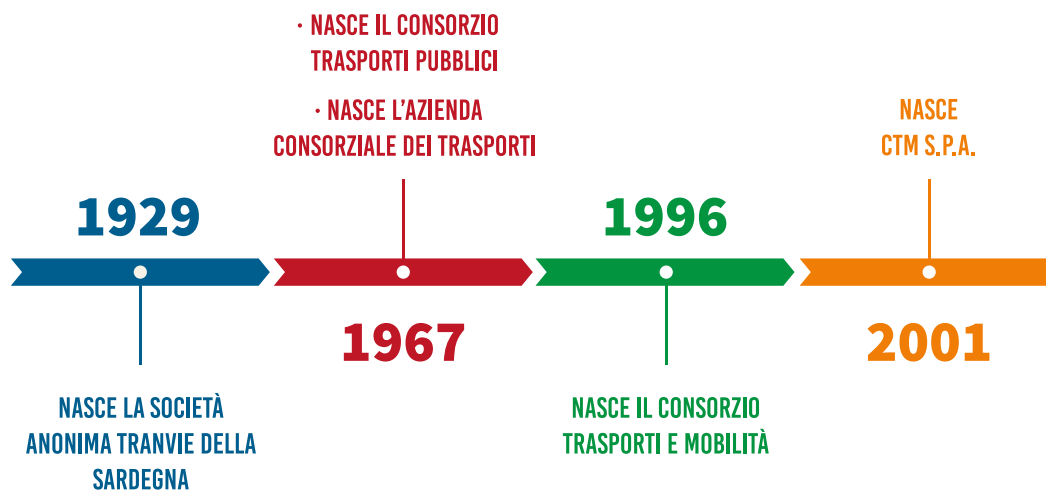 1929
NASCE LA SOCIETÀ
ANONIMA TRANVIE DELLA
SARDEGNA
· NASCE IL CONSORZIO
TRASPORTI PUBBLICI
· NASCE L'AZIENDA
CONSORZIALE DEI TRASPORTI
1967
1996
NASCE IL CONSORZIO
TRASPORTI E MOBILITÀ
NASCE
CTM S.P.A.
2001